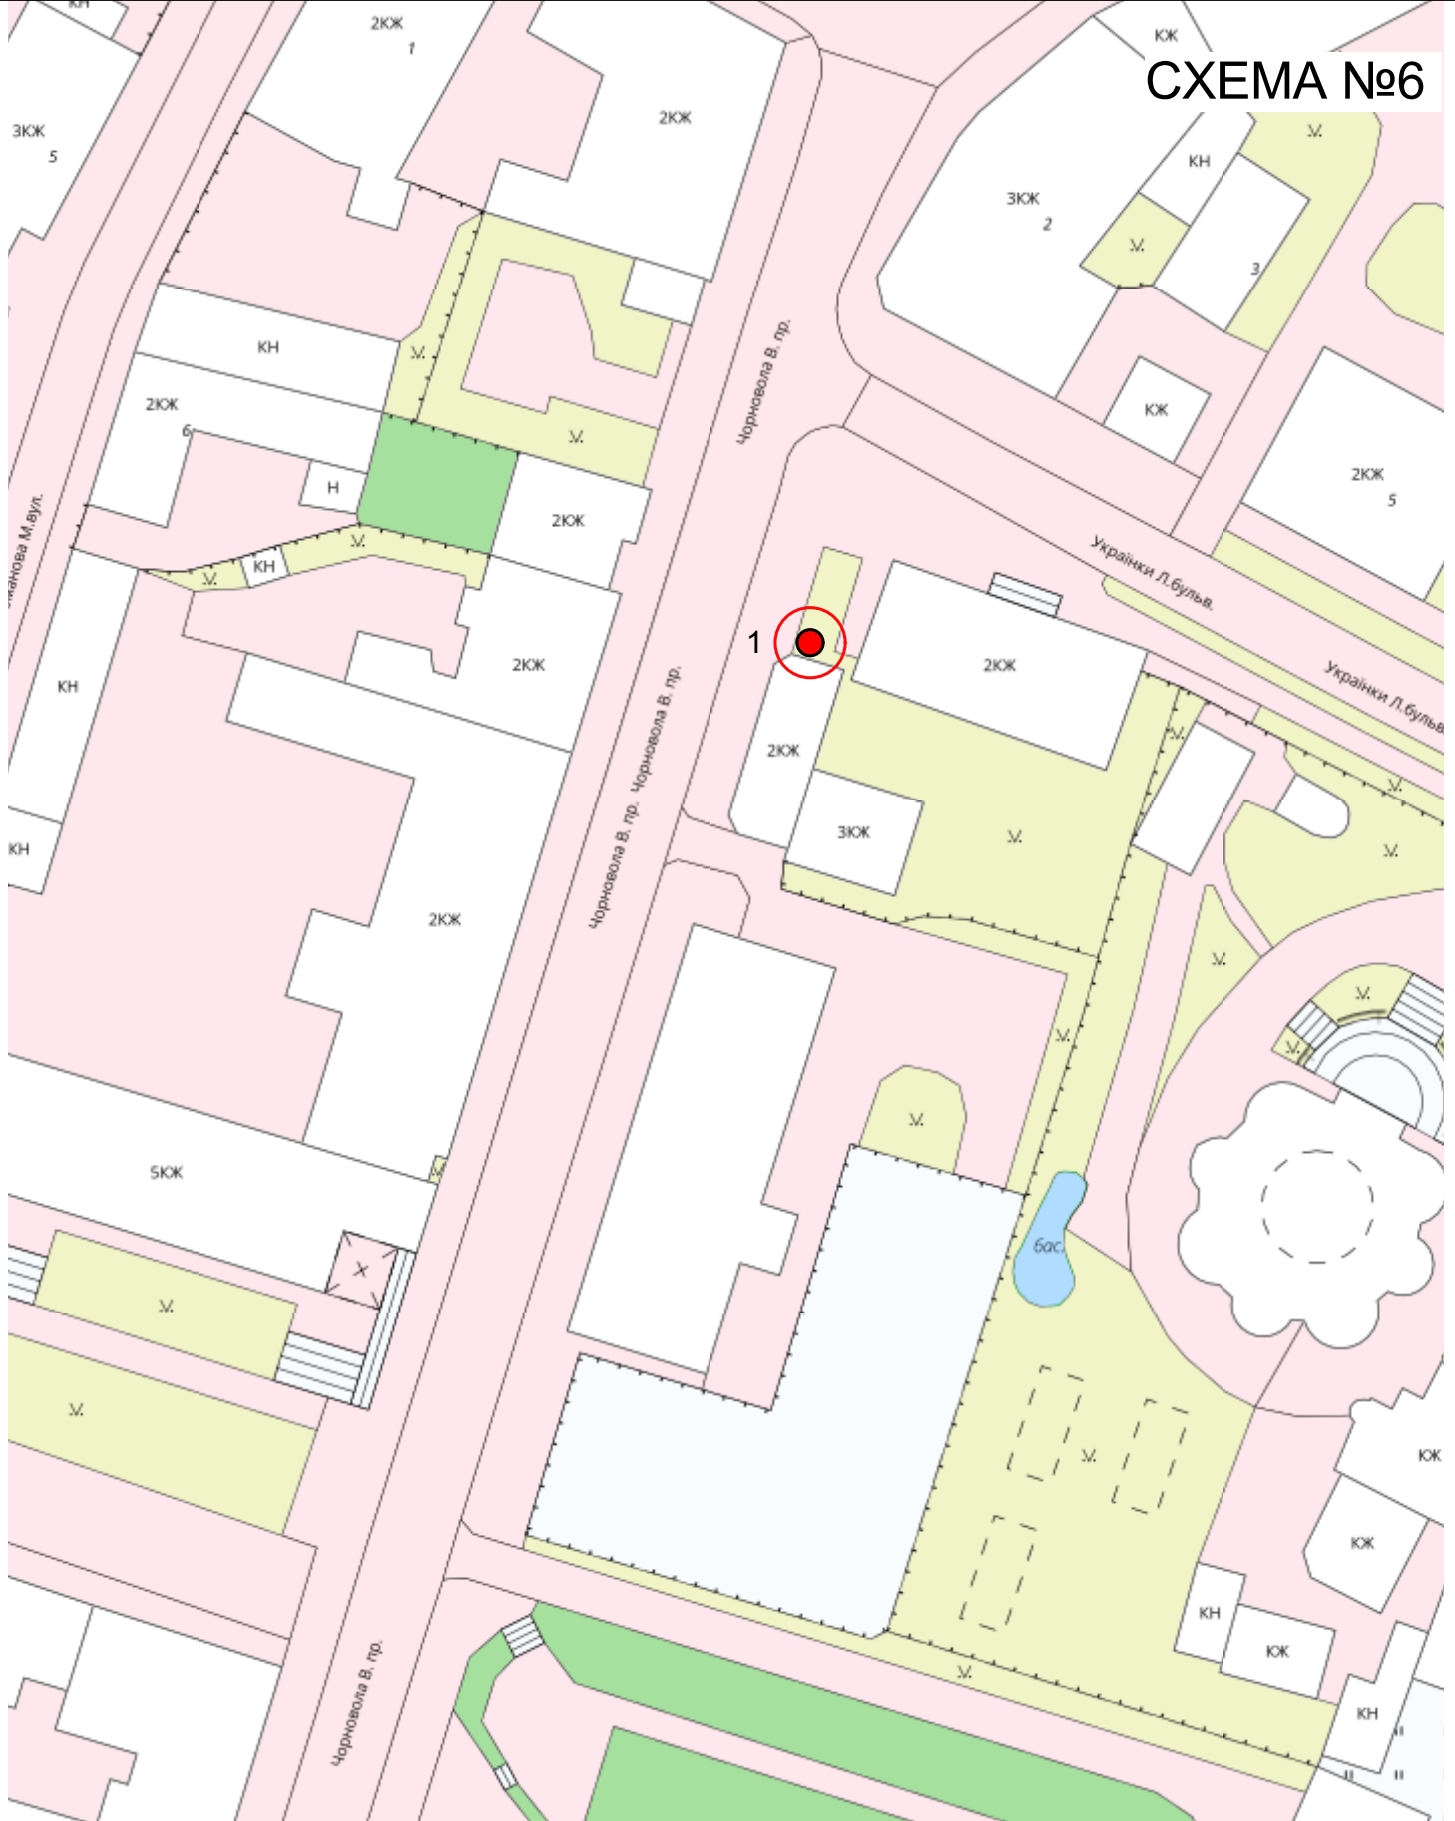 КН
2КЖ
1
КЖ
СХЕМА №6
3КЖ
5
2КЖ
КН
3КЖ
2
3
КН
2КЖ
6
Чорновола В. пр.
КЖ
Н
2КЖ
2КЖ
5
КН
Українки Л.бульв.
манова М.вул.
1
2КЖ
2КЖ
КН
Українки Л.бульв
Чорновола В. пр.
2КЖ
3КЖ
КН
Чорновола В. пр.
2КЖ
5КЖ
бас.
КЖ
КЖ
КН
КЖ
Чорновола В. пр.
КН